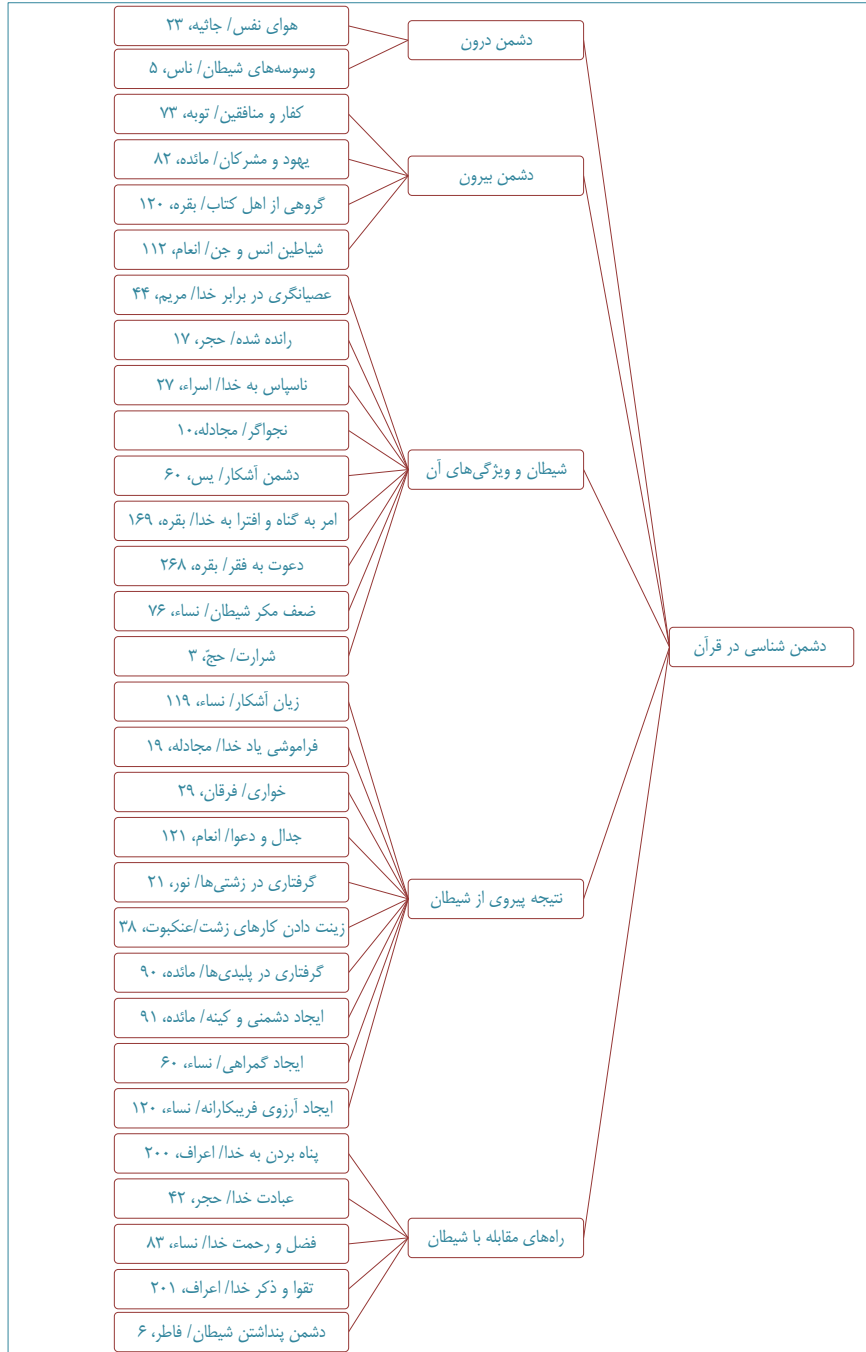 دشمن شناسی در قرآن
دشمن درون
هوای نفس/ جاثیه، ۲۳
وسوسه‌های شیطان/ ناس، ۵
دشمن بیرون
کفار و منافقین/ توبه، ۷۳
یهود و مشرکان/ مائده، ۸۲
گروهی از اهل کتاب/ بقره، ۱۲۰
شیاطین انس و جن/ انعام، ۱۱۲
شیطان و ویژگی‌های آن
عصیانگری در برابر خدا/ مریم، ۴۴
رانده شده/ حجر، ۱۷
ناسپاس به خدا/ اسراء، ۲۷
نجواگر/ مجادله،۱۰
دشمن آشکار/ یس، ۶۰
امر به گناه و افترا به خدا/ بقره، ۱۶۹
دعوت به فقر/ بقره، ۲۶۸
ضعف مکر شیطان/ نساء، ۷۶
شرارت/ حجّ، ۳
نتیجه پیروی از شیطان
زیان آشکار/ نساء، ۱۱۹
فراموشی یاد خدا/ مجادله، ۱۹
خواری/ فرقان، ۲۹
جدال و دعوا/ انعام، ۱۲۱
گرفتاری در زشتی‌ها/ نور، ۲۱
زینت دادن کارهای زشت/عنکبوت، ۳۸
گرفتاری در پلیدی‌ها/ مائده، ۹۰
ایجاد دشمنی و کینه/ مائده، ۹۱
ایجاد گمراهی/ نساء، ۶۰
ایجاد آرزوی فریبکارانه/ نساء، ۱۲۰
راه‌های مقابله با شیطان
پناه بردن به خدا/ اعراف، ۲۰۰
عبادت خدا/ حجر، ۴۲
فضل و رحمت خدا/ نساء، ۸۳
تقوا و ذکر خدا/ اعراف، ۲۰۱
دشمن پنداشتن شیطان/ فاطر، ۶